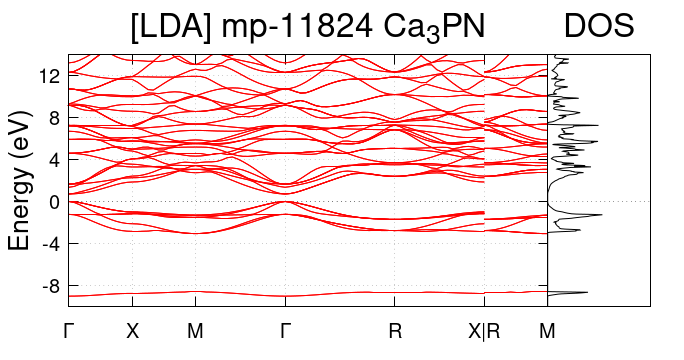 [LDA] mp-11824 Ca₃PN DOS
Energy (eV)
12
8
4
0
-4
-8
Γ X M Γ R X|R M